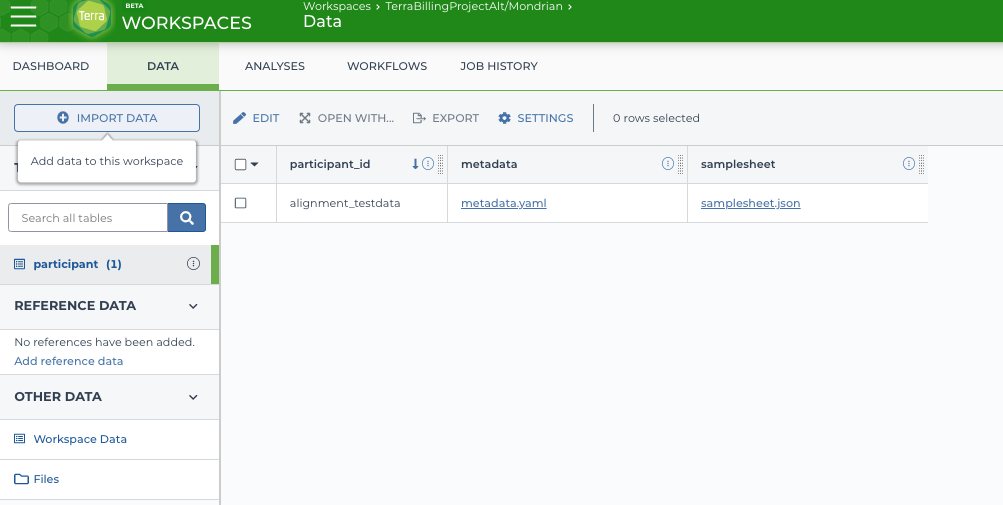 Terra
BETA
WORKSPACES
Workspaces › TerraBillingProjectAlt/Mondrian ›
Data
DASHBOARD
DATA
ANALYSES
WORKFLOWS
JOB HISTORY
IMPORT DATA
EDIT
OPEN WITH...
EXPORT
SETTINGS
0 rows selected
Add data to this workspace
participant_id
metadata
samplesheet
alignment_testdata
metadata.yaml
samplesheet.json
Search all tables
participant (1)
REFERENCE DATA
No references have been added.
Add reference data
OTHER DATA
Workspace Data
Files